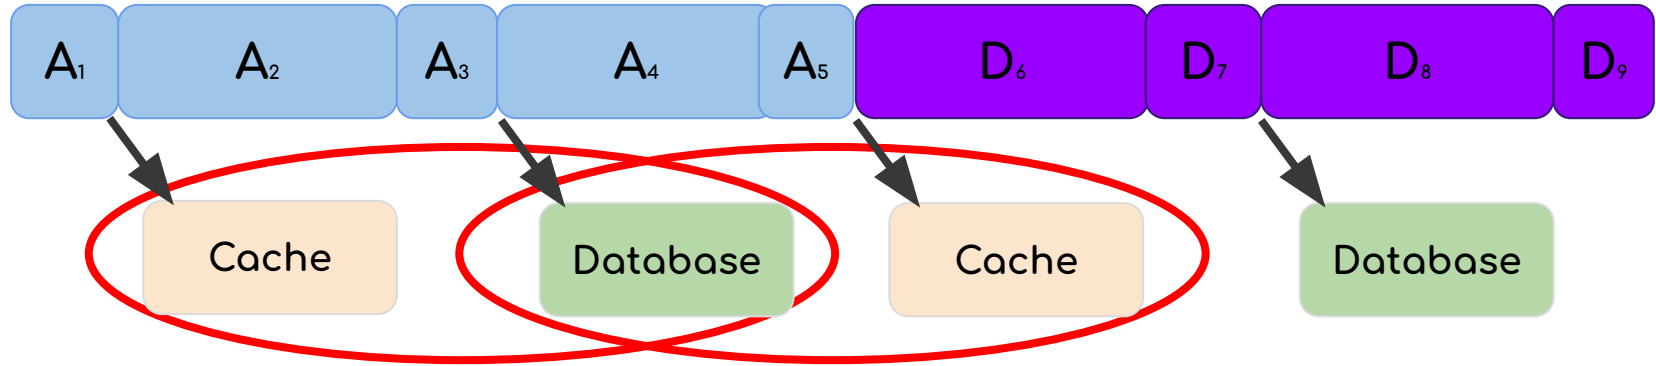 A₁ A₂ A₃ A₄ A₅ D₆ D₇ D₈ D₉
Cache Database Cache Database